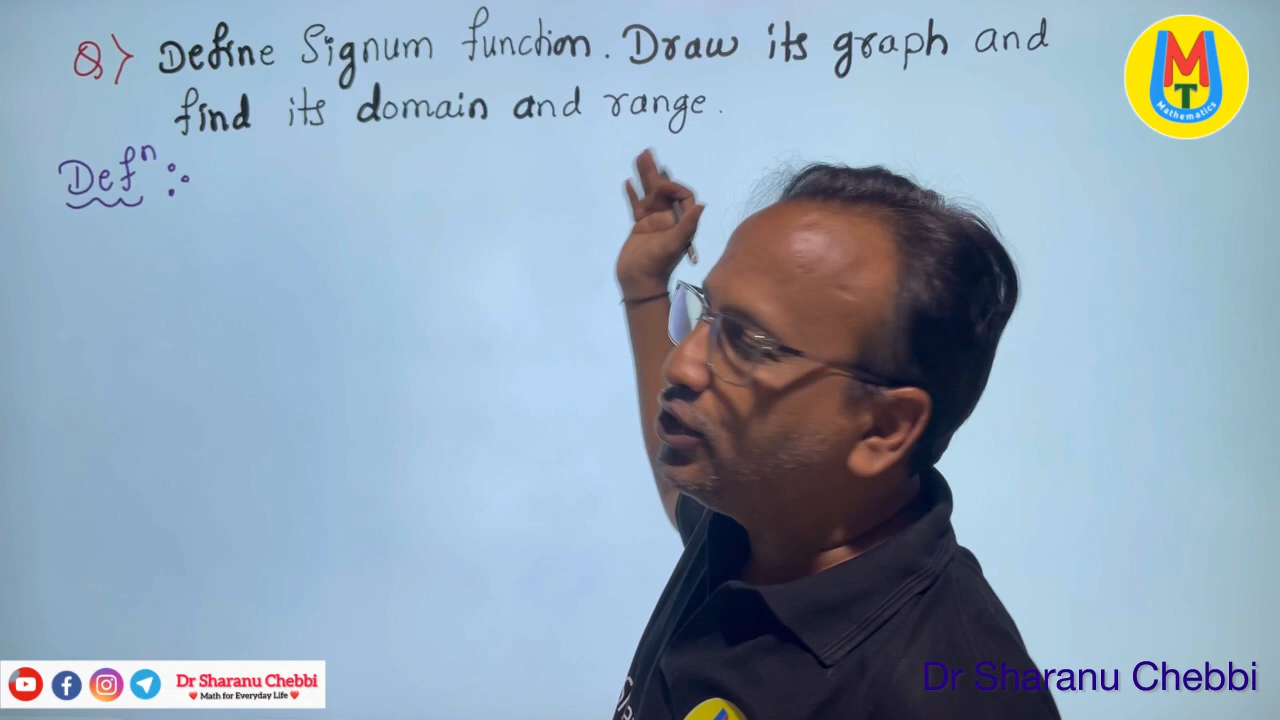 Q> Define Signum function. Draw its graph and
find its domain and range.
Defⁿ :
MT
Mathematics
Dr Sharanu Chebbi
❤ Math for Everyday Life ❤
Dr Sharanu Chebbi